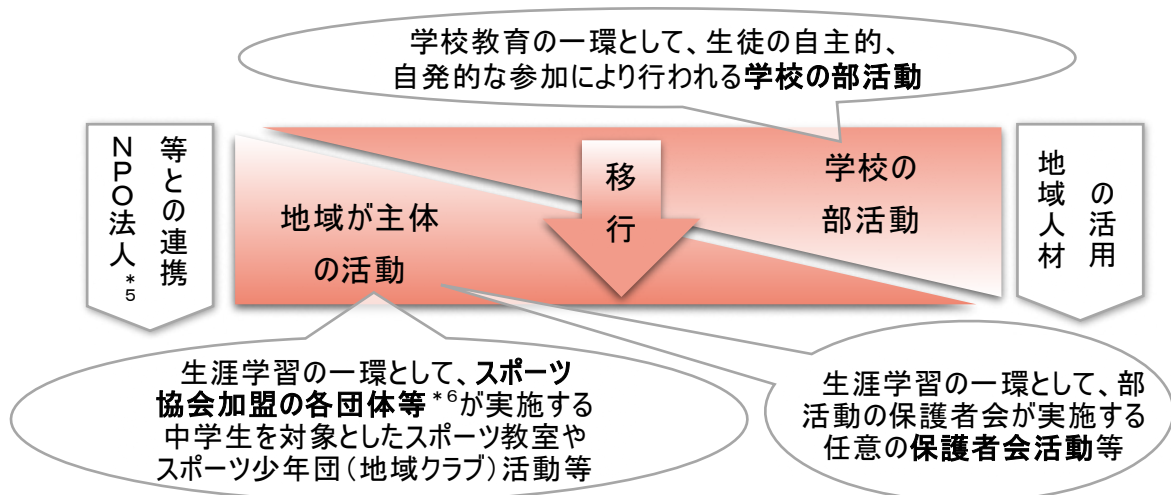 学校教育の一環として、生徒の自主的、
自発的な参加により行われる学校の部活動
ＮＰＯ法人*5
等との連携
地域が主体
の活動
移行
学校の
部活動
地域人材
の活用
生涯学習の一環として、スポーツ
協会加盟の各団体等*6が実施する
中学生を対象としたスポーツ教室や
スポーツ少年団（地域クラブ）活動等
生涯学習の一環として、部
活動の保護者会が実施する
任意の保護者会活動等